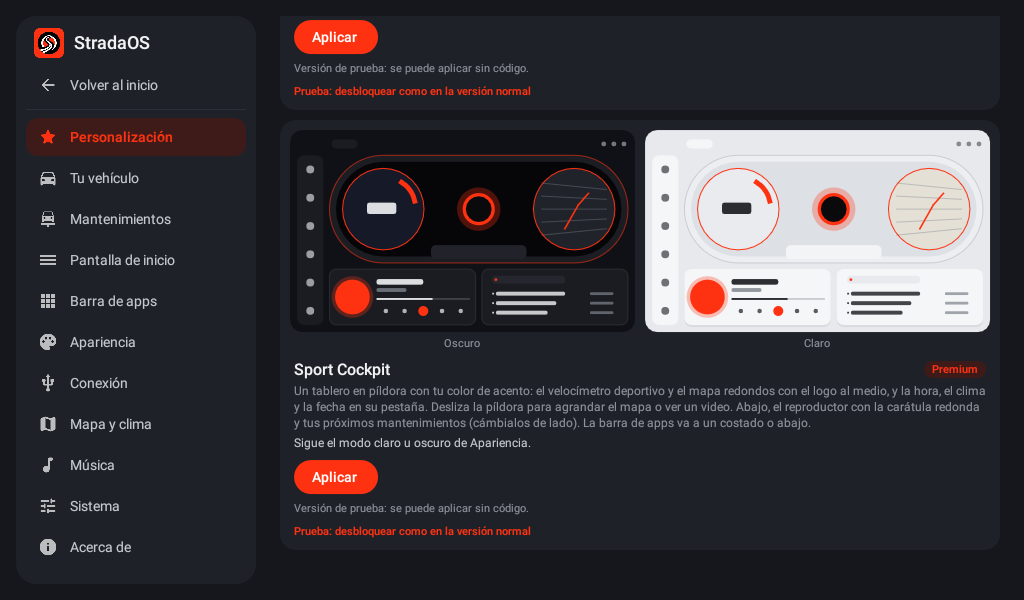 StradaOS
Volver al inicio
Personalización
Tu vehículo
Mantenimientos
Pantalla de inicio
Barra de apps
Apariencia
Conexión
Mapa y clima
Música
Sistema
Acerca de
Aplicar
Versión de prueba: se puede aplicar sin código.
Prueba: desbloquear como en la versión normal
Oscuro
Claro
Sport Cockpit
Premium
Un tablero en píldora con tu color de acento: el velocímetro deportivo y el mapa redondos con el logo al medio, y la hora, el clima
y la fecha en su pestaña. Desliza la píldora para agrandar el mapa o ver un video. Abajo, el reproductor con la carátula redonda
y tus próximos mantenimientos (cámbialos de lado). La barra de apps va a un costado o abajo.
Sigue el modo claro u oscuro de Apariencia.
Aplicar
Versión de prueba: se puede aplicar sin código.
Prueba: desbloquear como en la versión normal